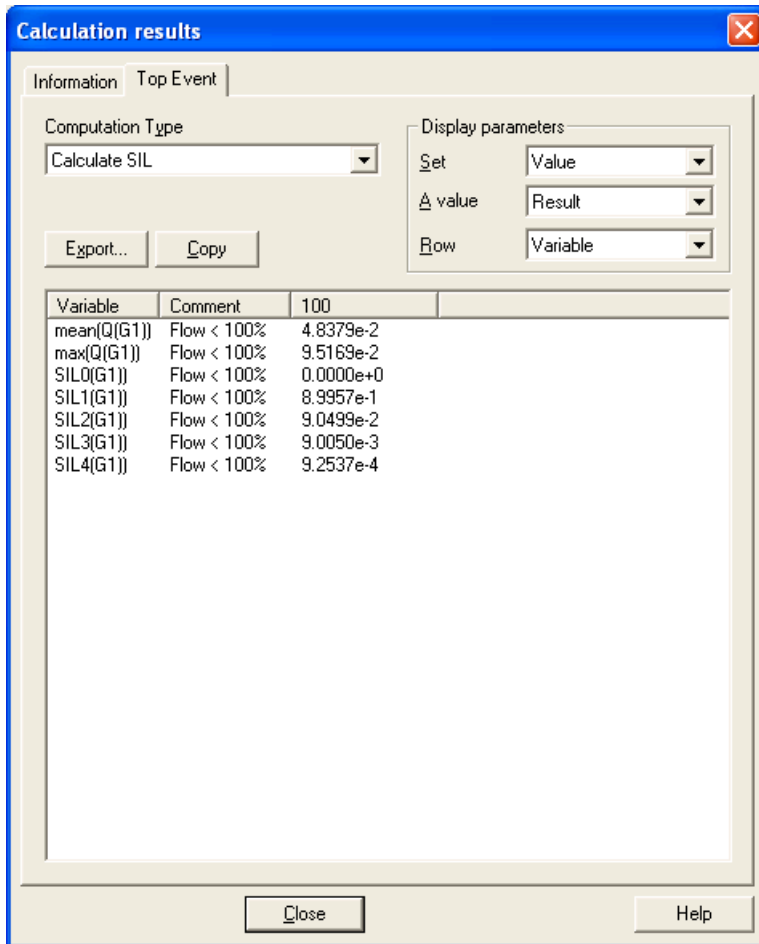 Calculation results
Information Top Event
Computation Type
Calculate SIL
Display parameters
Set Value
A value Result
Row Variable
Export... Copy
Variable Comment 100
mean(Q(G1)) Flow < 100% 4.8379e-2
max(Q(G1)) Flow < 100% 9.5169e-2
SIL0(G1)) Flow < 100% 0.0000e+0
SIL1(G1)) Flow < 100% 8.9957e-1
SIL2(G1)) Flow < 100% 9.0499e-2
SIL3(G1)) Flow < 100% 9.0050e-3
SIL4(G1)) Flow < 100% 9.2537e-4
Close Help